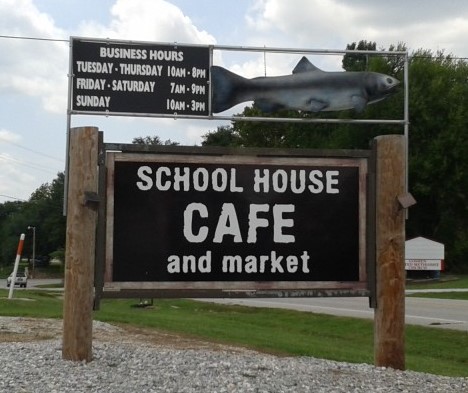 BUSINESS HOURS
TUESDAY - THURSDAY 10AM - 8PM
FRIDAY - SATURDAY 7AM - 9PM
SUNDAY 10AM - 3PM
SCHOOL HOUSE
CAFE
and market